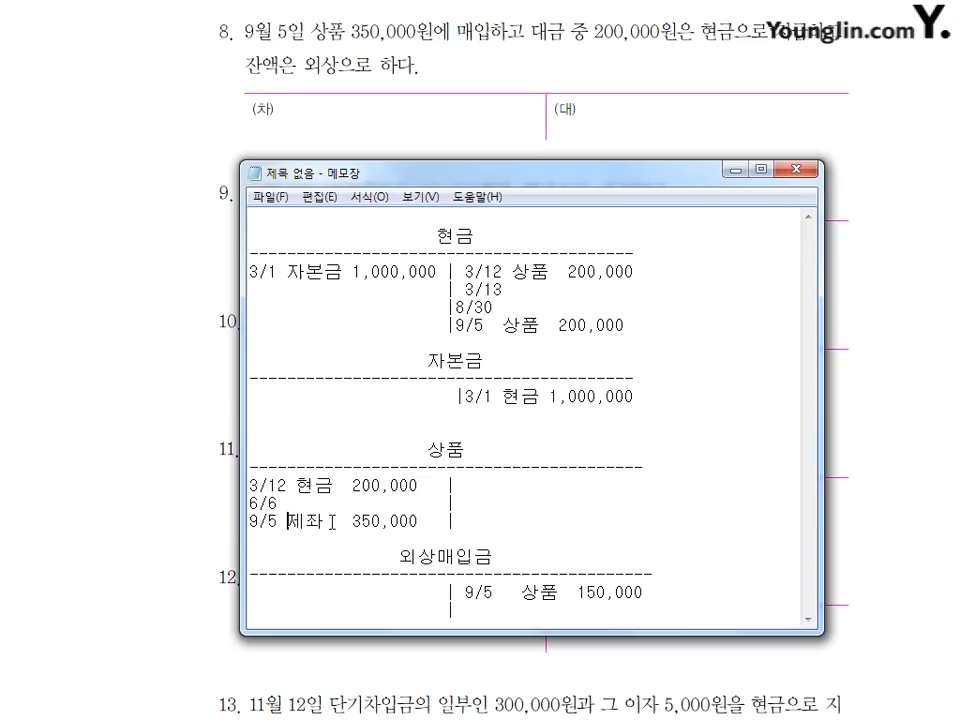 8. 9월 5일 상품 350,000원에 매입하고 대금 중 200,000원은 현금으로
Younglin.com Y.
잔액은 외상으로 하다.
(차) (대)
제목 없음 - 메모장
9.
파일(F) 편집(E) 서식(O) 보기(V) 도움말(H)
현금
-----------------------------------------
3/1 자본금 1,000,000 | 3/12 상품 200,000
| 3/13
|8/30
10.
|9/5 상품 200,000
자본금
-----------------------------------------
|3/1 현금 1,000,000
11.
상품
------------------------------------------
3/12 현금 200,000 |
6/6 |
9/5 제좌 350,000 |
외상매입금
-------------------------------------------
12.
| 9/5 상품 150,000
|
13. 11월 12일 단기차입금의 일부인 300,000원과 그 이자 5,000원을 현금으로 지